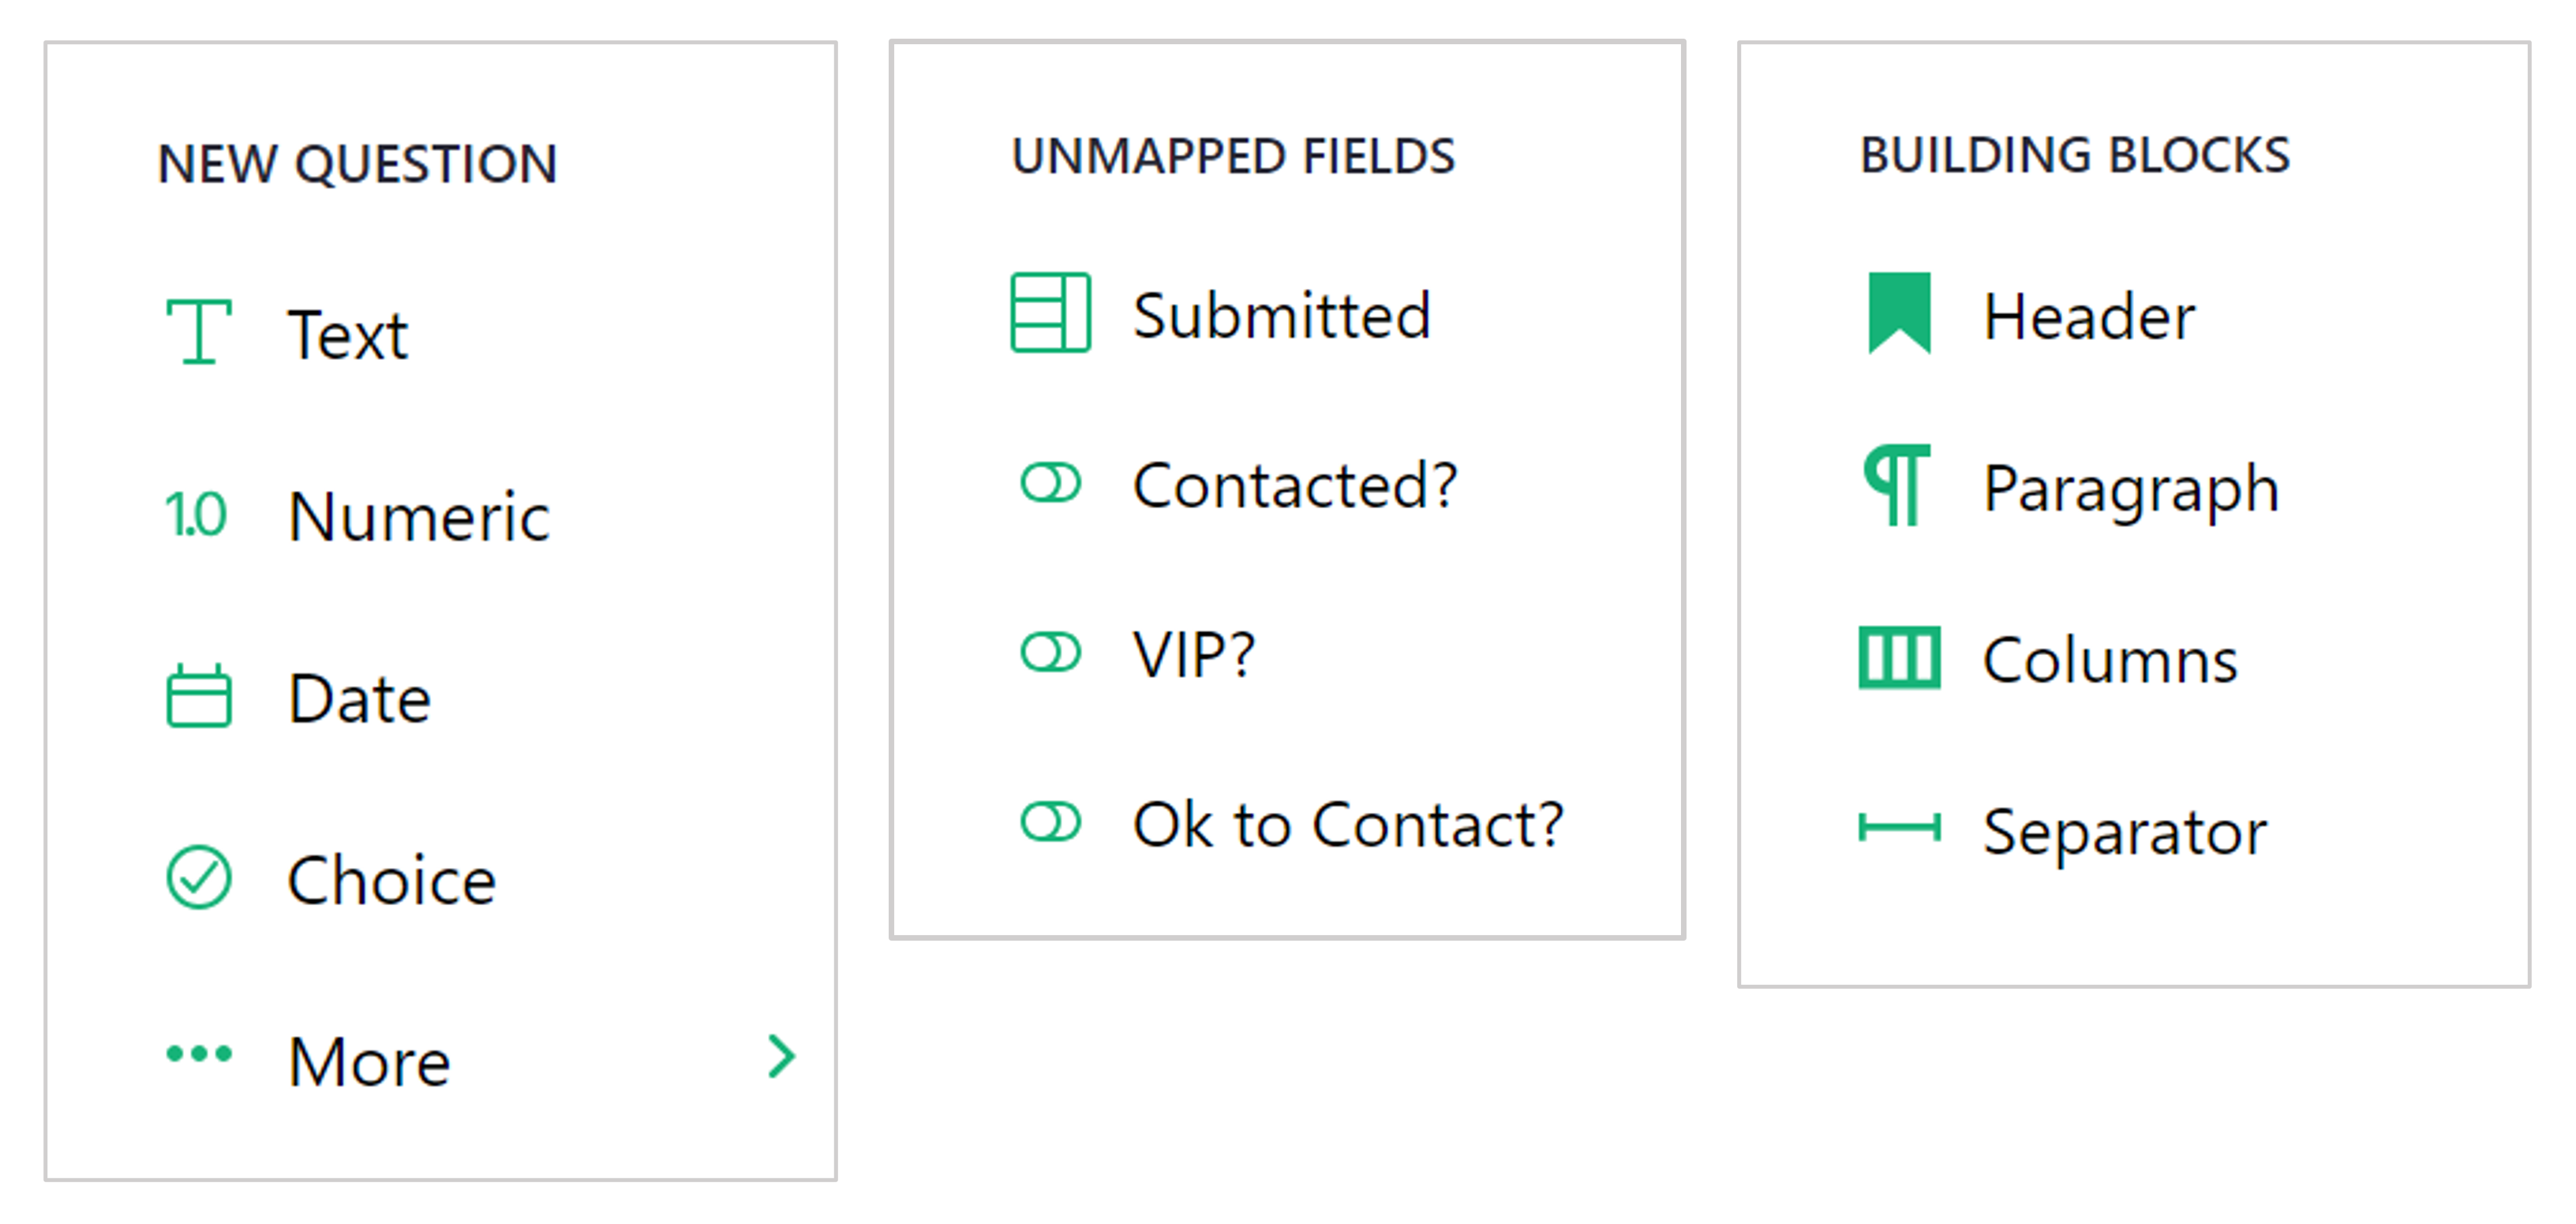 NEW QUESTION
Text
1.0 Numeric
Date
Choice
More
UNMAPPED FIELDS
Submitted
Contacted?
VIP?
Ok to Contact?
BUILDING BLOCKS
Header
Paragraph
Columns
Separator